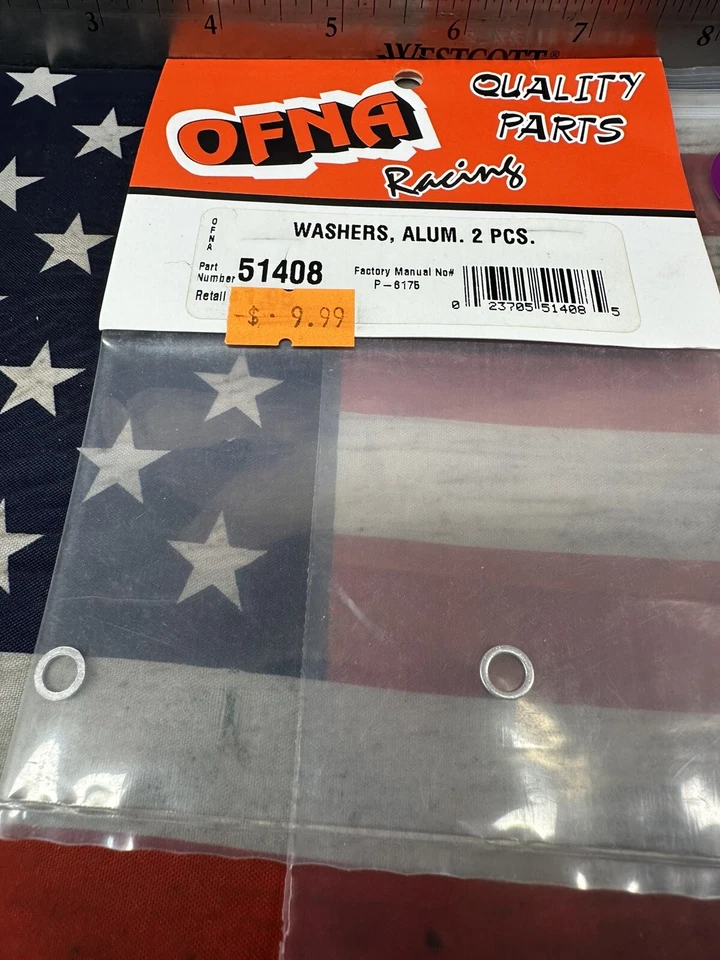 3 4 5 6 7 8
WESTCOTT®
OFNA
Racing
QUALITY
PARTS
OFNA
WASHERS, ALUM. 2 PCS.
Part
Number 51408
Factory Manual No#
P-6175
Retail
$ 9.99
0 23705 51408 5